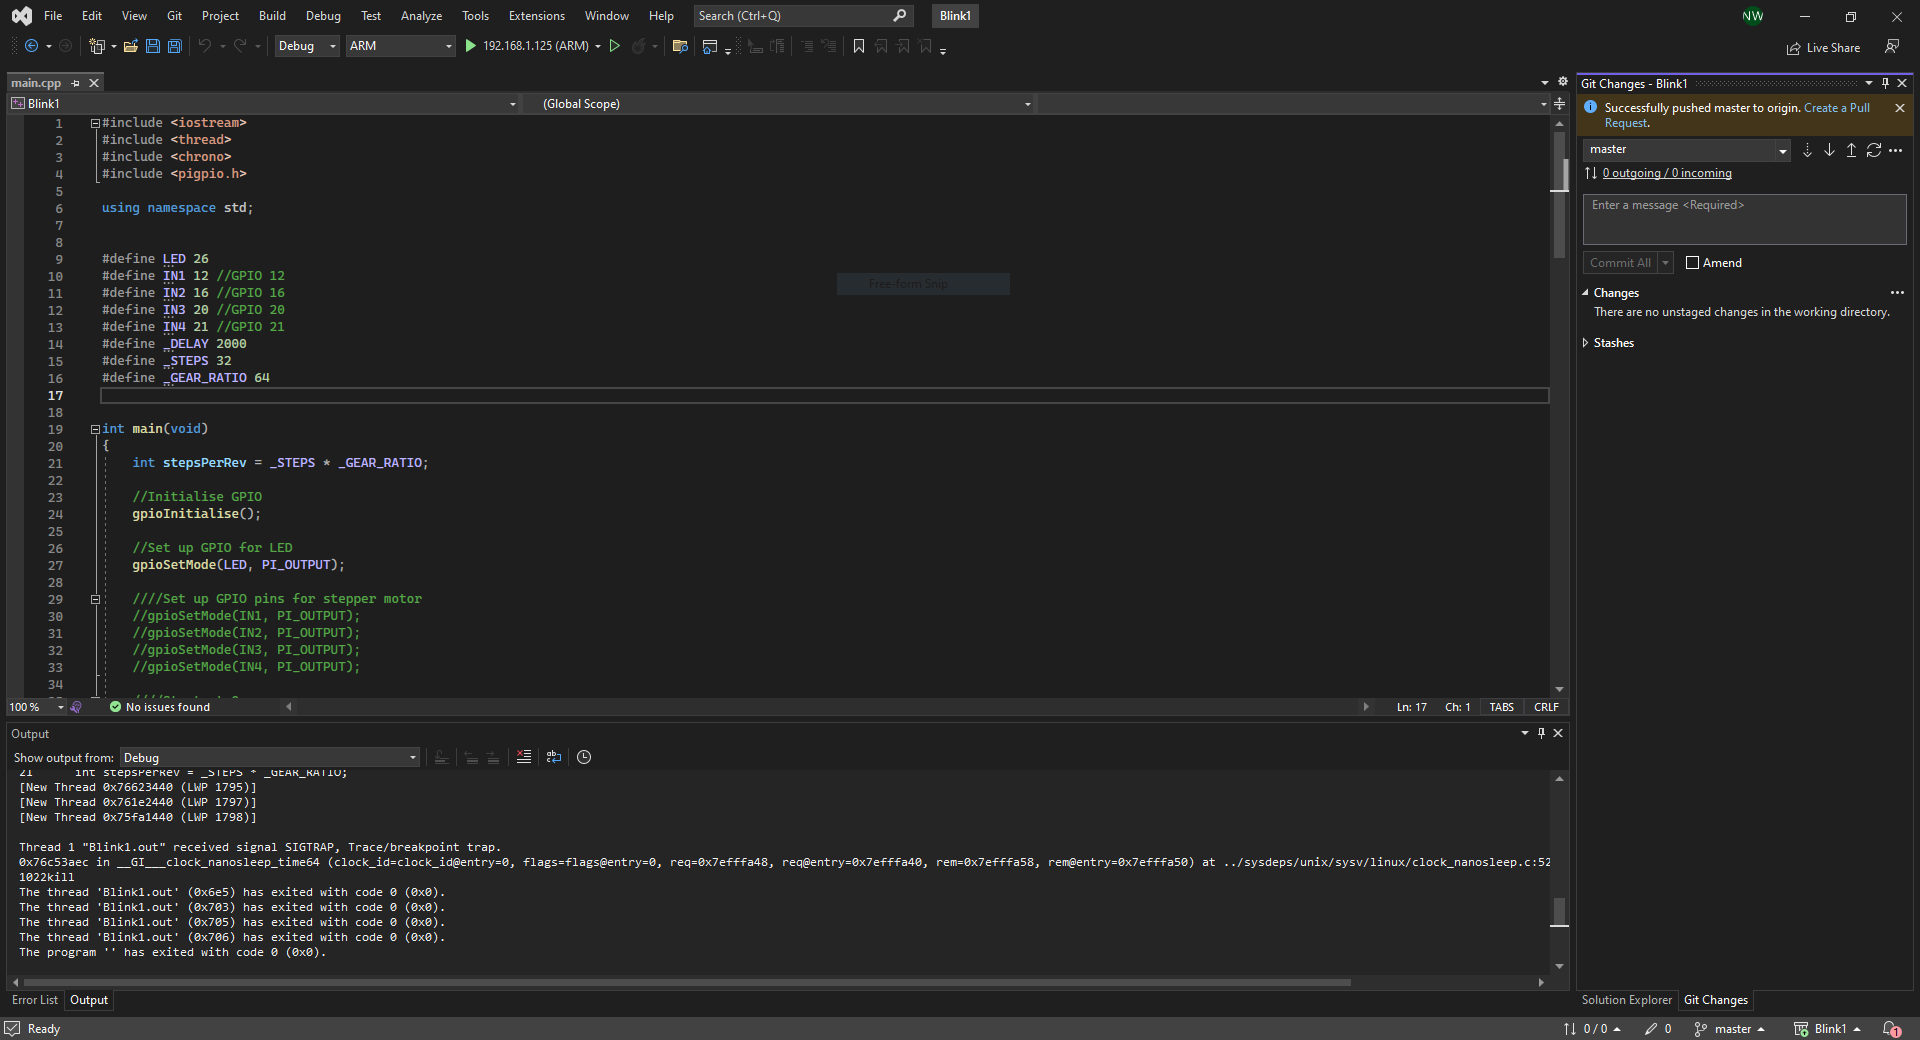 File Edit View Git Project Build Debug Test Analyze Tools Extensions Window Help Search (Ctrl+Q) Blink1 NW
Debug ARM 192.168.1.125 (ARM) Live Share
main.cpp
Blink1 (Global Scope)
1 #include <iostream>
2 #include <thread>
3 #include <chrono>
4 #include <pigpio.h>
5
6 using namespace std;
7
8
9 #define LED 26
10 #define IN1 12 //GPIO 12
11 #define IN2 16 //GPIO 16
12 #define IN3 20 //GPIO 20
13 #define IN4 21 //GPIO 21
14 #define _DELAY 2000
15 #define _STEPS 32
16 #define _GEAR_RATIO 64
17
18
19 int main(void)
20 {
21 int stepsPerRev = _STEPS * _GEAR_RATIO;
22
23 //Initialise GPIO
24 gpioInitialise();
25
26 //Set up GPIO for LED
27 gpioSetMode(LED, PI_OUTPUT);
28
29 ////Set up GPIO pins for stepper motor
30 //gpioSetMode(IN1, PI_OUTPUT);
31 //gpioSetMode(IN2, PI_OUTPUT);
32 //gpioSetMode(IN3, PI_OUTPUT);
33 //gpioSetMode(IN4, PI_OUTPUT);
34
Free-form Snip
100 % No issues found Ln: 17 Ch: 1 TABS CRLF
Output
Show output from: Debug
21 int stepsPerRev = _STEPS * _GEAR_RATIO;
[New Thread 0x76623440 (LWP 1795)]
[New Thread 0x761e2440 (LWP 1797)]
[New Thread 0x75fa1440 (LWP 1798)]
Thread 1 "Blink1.out" received signal SIGTRAP, Trace/breakpoint trap.
0x76c53aec in __GI___clock_nanosleep_time64 (clock_id=clock_id@entry=0, flags=flags@entry=0, req=0x7efffa48, req@entry=0x7efffa40, rem=0x7efffa58, rem@entry=0x7efffa50) at ../sysdeps/unix/sysv/linux/clock_nanosleep.c:52
1022kill
The thread 'Blink1.out' (0x6e5) has exited with code 0 (0x0).
The thread 'Blink1.out' (0x703) has exited with code 0 (0x0).
The thread 'Blink1.out' (0x705) has exited with code 0 (0x0).
The thread 'Blink1.out' (0x706) has exited with code 0 (0x0).
The program '' has exited with code 0 (0x0).
Error List Output
Git Changes - Blink1
Successfully pushed master to origin. Create a Pull
Request.
master
0 outgoing / 0 incoming
Enter a message <Required>
Commit All Amend
Changes
There are no unstaged changes in the working directory.
Stashes
Solution Explorer Git Changes
Ready 0 / 0 0 master Blink1 1